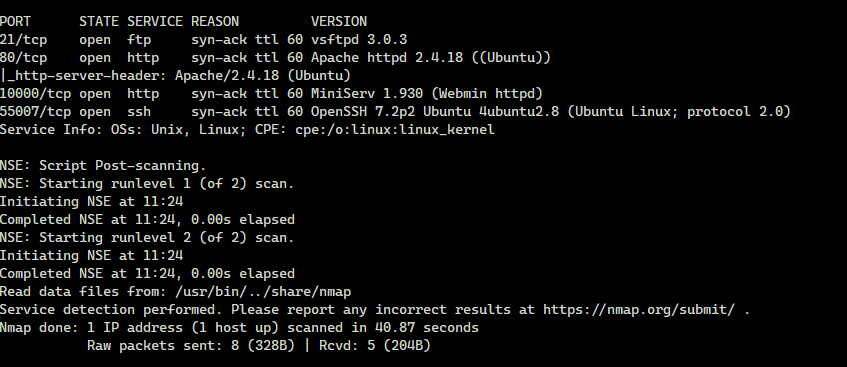 PORT      STATE SERVICE REASON         VERSION
21/tcp    open  ftp     syn-ack ttl 60 vsftpd 3.0.3
80/tcp    open  http    syn-ack ttl 60 Apache httpd 2.4.18 ((Ubuntu))
|_http-server-header: Apache/2.4.18 (Ubuntu)
10000/tcp open  http    syn-ack ttl 60 MiniServ 1.930 (Webmin httpd)
55007/tcp open  ssh     syn-ack ttl 60 OpenSSH 7.2p2 Ubuntu 4ubuntu2.8 (Ubuntu Linux; protocol 2.0)
Service Info: OSs: Unix, Linux; CPE: cpe:/o:linux:linux_kernel

NSE: Script Post-scanning.
NSE: Starting runlevel 1 (of 2) scan.
Initiating NSE at 11:24
Completed NSE at 11:24, 0.00s elapsed
NSE: Starting runlevel 2 (of 2) scan.
Initiating NSE at 11:24
Completed NSE at 11:24, 0.00s elapsed
Read data files from: /usr/bin/../share/nmap
Service detection performed. Please report any incorrect results at https://nmap.org/submit/ .
Nmap done: 1 IP address (1 host up) scanned in 40.87 seconds
           Raw packets sent: 8 (328B) | Rcvd: 5 (204B)